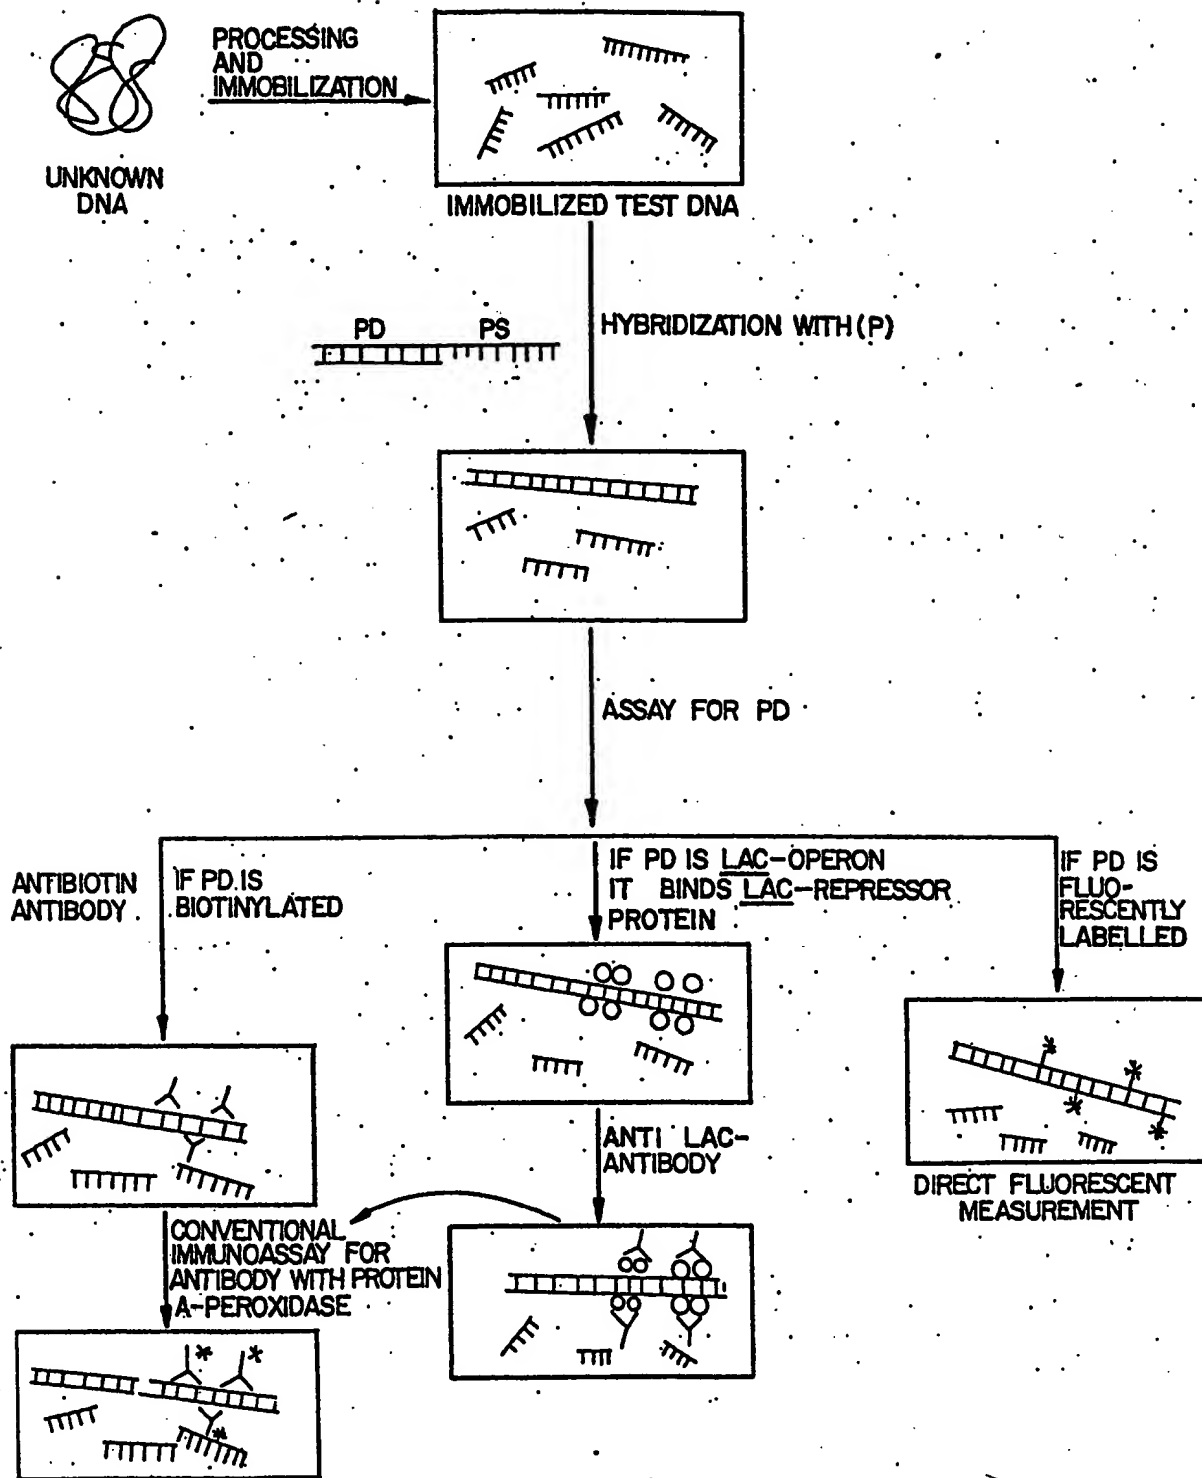 PROCESSING
AND
IMMOBILIZATION
UNKNOWN
DNA
IMMOBILIZED TEST DNA
PD
PS
HYBRIDIZATION WITH (P)
ASSAY FOR PD
ANTIBIOTIN
ANTIBODY
IF PD IS
BIOTINYLATED
IF PD IS LAC-OPERON
IT BINDS LAC-REPRESSOR
PROTEIN
IF PD IS
FLUO-
RESCENTLY
LABELLED
ANTI LAC-
ANTIBODY
DIRECT FLUORESCENT
MEASUREMENT
CONVENTIONAL
IMMUNOASSAY FOR
ANTIBODY WITH PROTEIN
A-PEROXIDASE